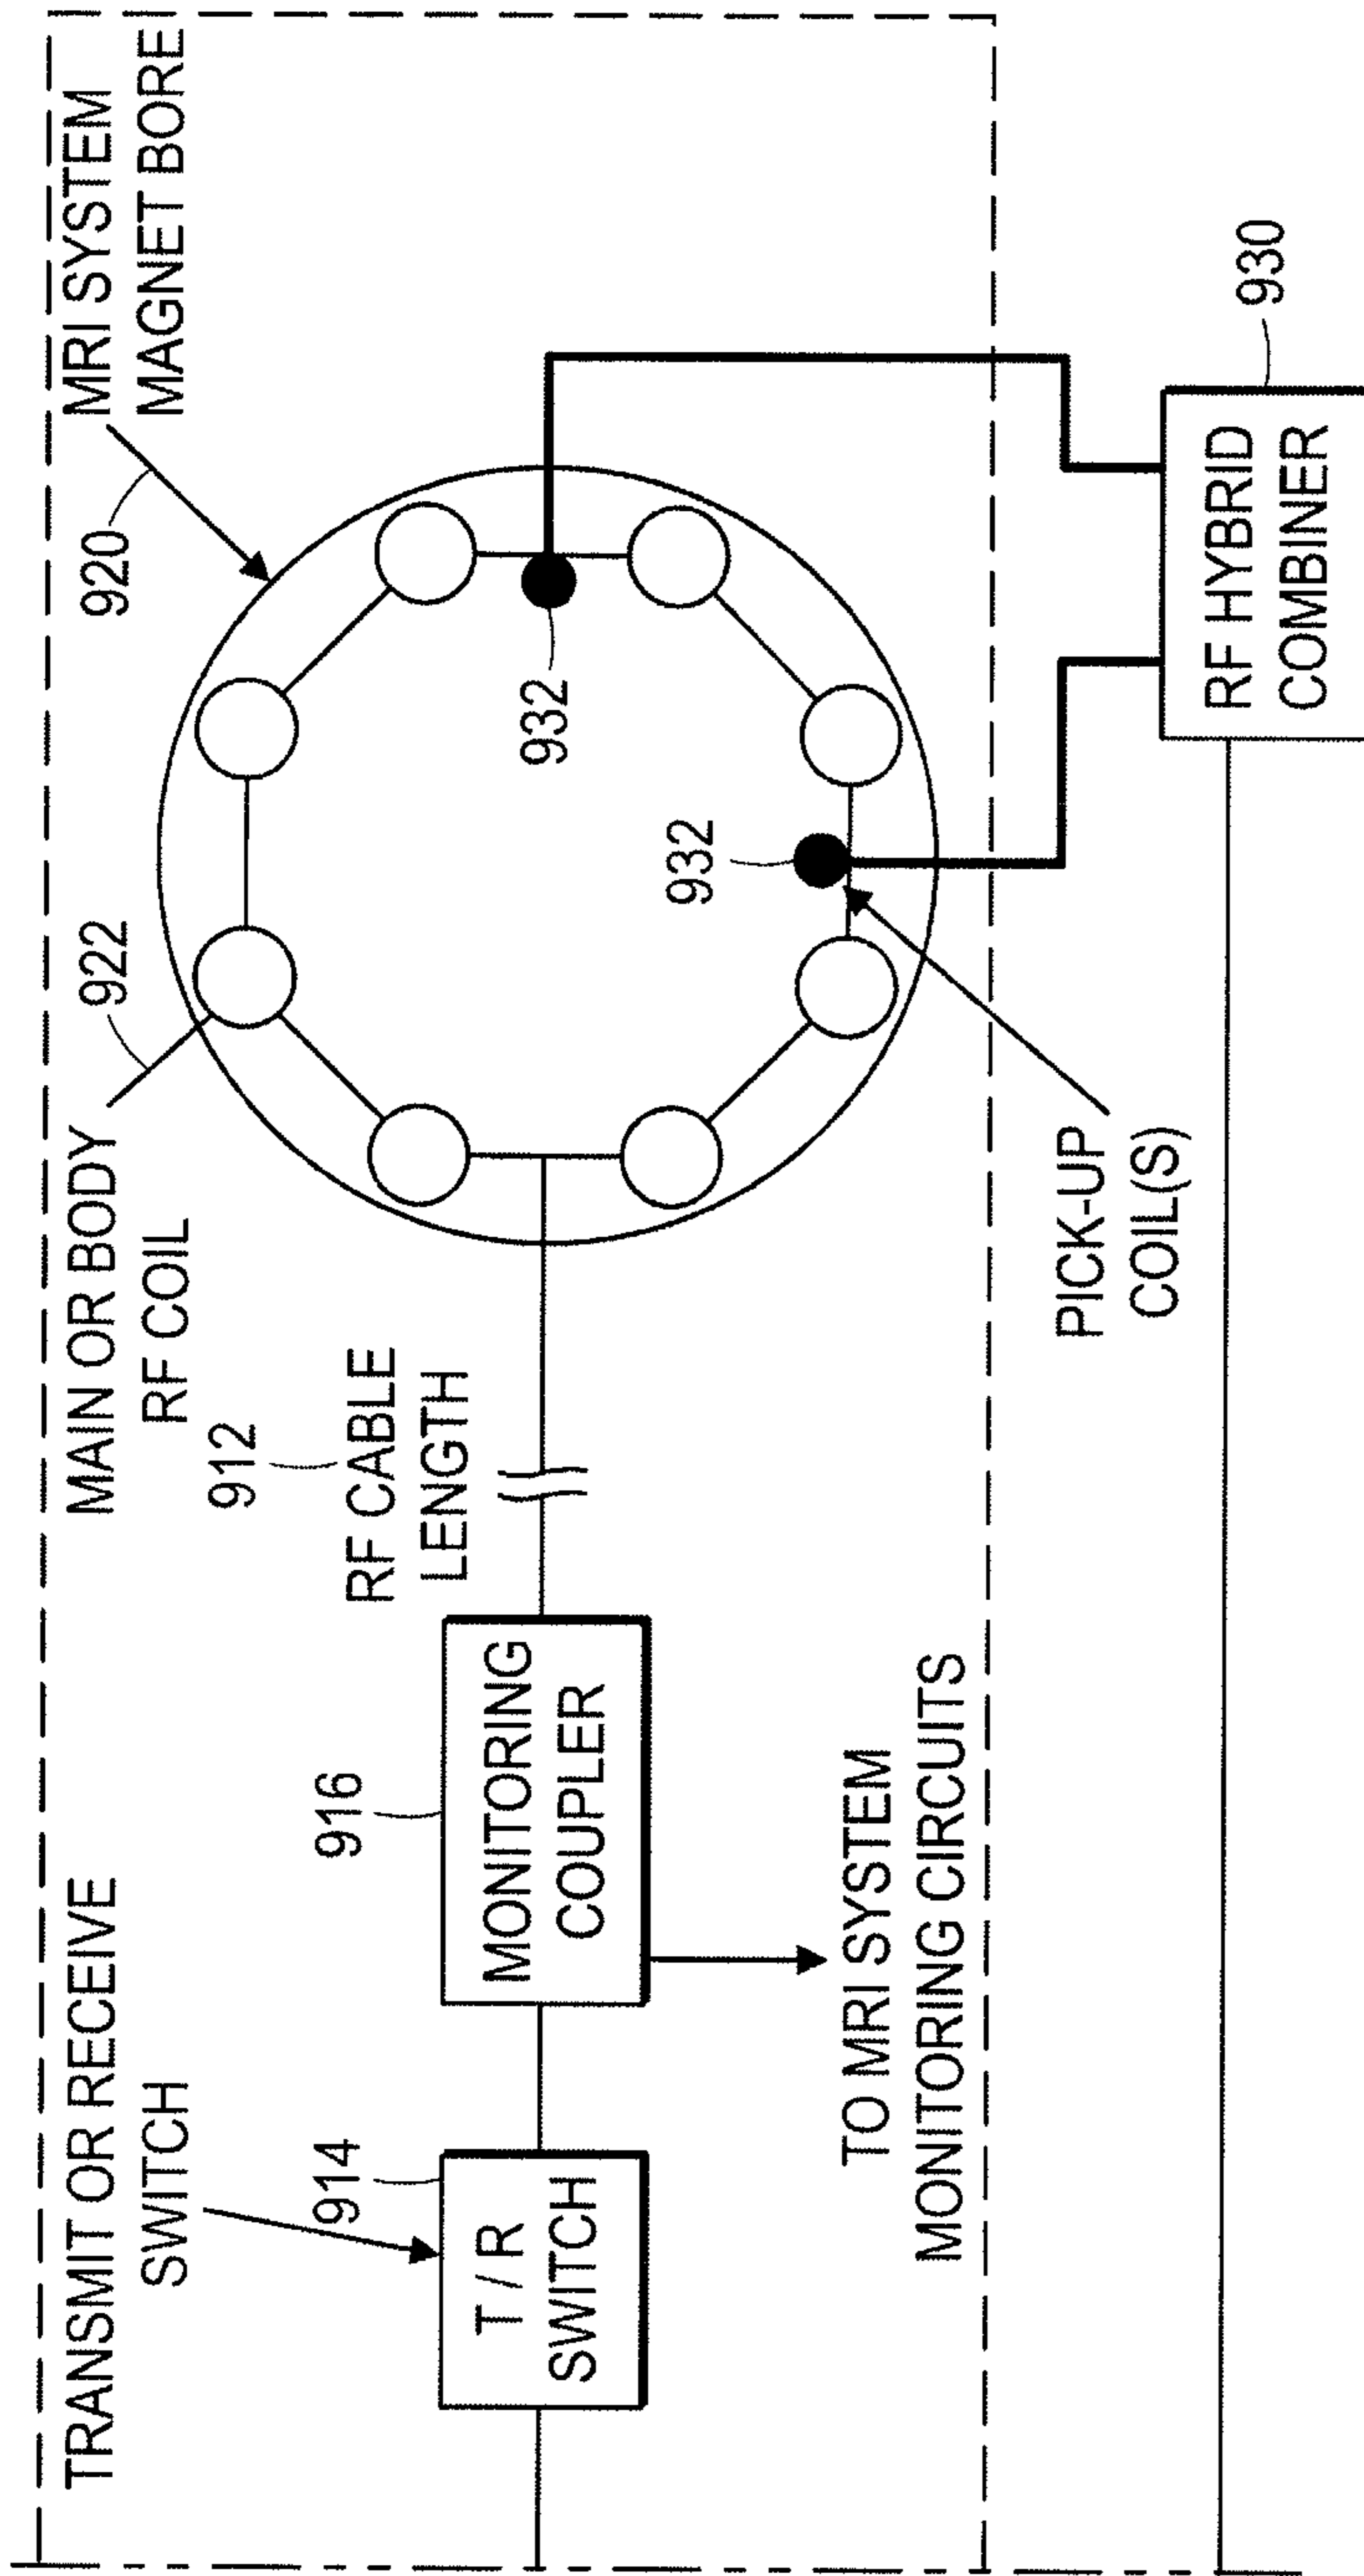 TRANSMIT OR RECEIVE
SWITCH
914
T / R
SWITCH
916
MONITORING
COUPLER
TO MRI SYSTEM
MONITORING CIRCUITS
912
RF CABLE
LENGTH
MAIN OR BODY
RF COIL
922
920
MRI SYSTEM
MAGNET BORE
932
932
PICK-UP
COIL(S)
930
RF HYBRID
COMBINER